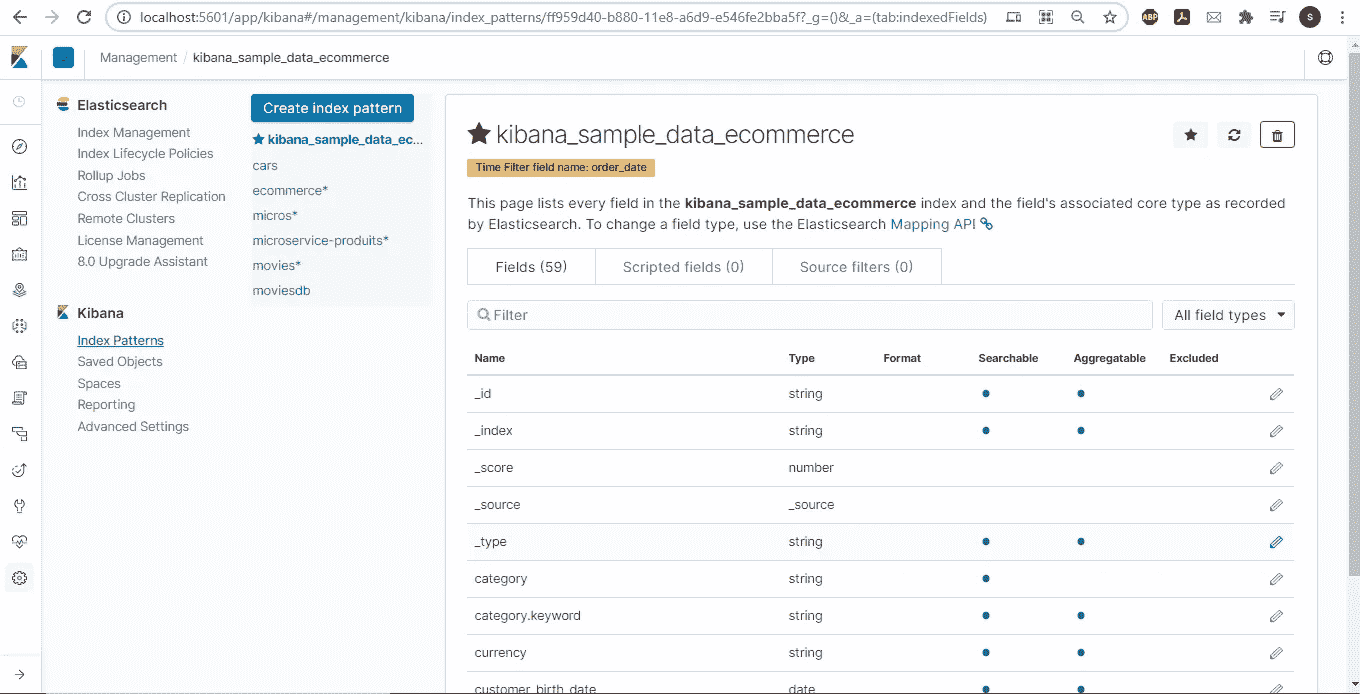 localhost:5601/app/kibana#/management/kibana/index_patterns/ff959d40-b880-11e8-a6d9-e546fe2bba5f?_g=()&_a=(tab:indexedFields)
ABP
S
Management / kibana_sample_data_ecommerce
Elasticsearch
Index Management
Index Lifecycle Policies
Rollup Jobs
Cross Cluster Replication
Remote Clusters
License Management
8.0 Upgrade Assistant
Kibana
Index Patterns
Saved Objects
Spaces
Reporting
Advanced Settings
Create index pattern
kibana_sample_data_ec...
cars
ecommerce*
micros*
microservice-produits*
movies*
moviesdb
kibana_sample_data_ecommerce
Time Filter field name: order_date
This page lists every field in the kibana_sample_data_ecommerce index and the field's associated core type as recorded
by Elasticsearch. To change a field type, use the Elasticsearch Mapping API
Fields (59) Scripted fields (0) Source filters (0)
Filter All field types
Name Type Format Searchable Aggregatable Excluded
_id string
_index string
_score number
_source _source
_type string
category string
category.keyword string
currency string
customer_birth_date date